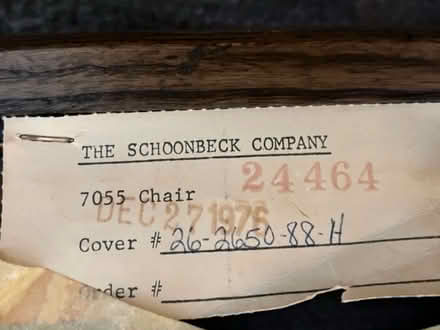 THE SCHOONBECK COMPANY
24464
7055 Chair
DEC 27 1976
Cover # 26-2650-88-H
Order #